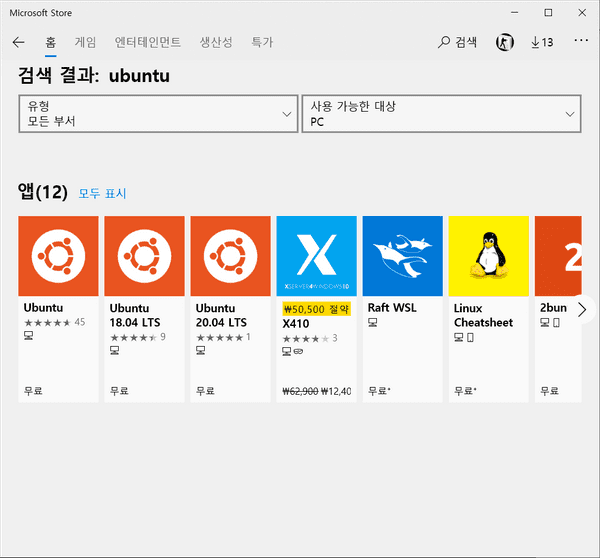 Microsoft Store
홈 게임 엔터테인먼트 생산성 특가 검색 13
검색 결과: ubuntu
유형
모든 부서
사용 가능한 대상
PC
앱(12) 모두 표시
Ubuntu
45
무료
Ubuntu
18.04 LTS
9
무료
Ubuntu
20.04 LTS
1
무료
X
XSERVER4WINDOWS10
₩50,500 절약
X410
3
₩62,900 ₩12,40
Raft WSL
무료*
Linux
Cheatsheet
무료*
2
2bun
무료